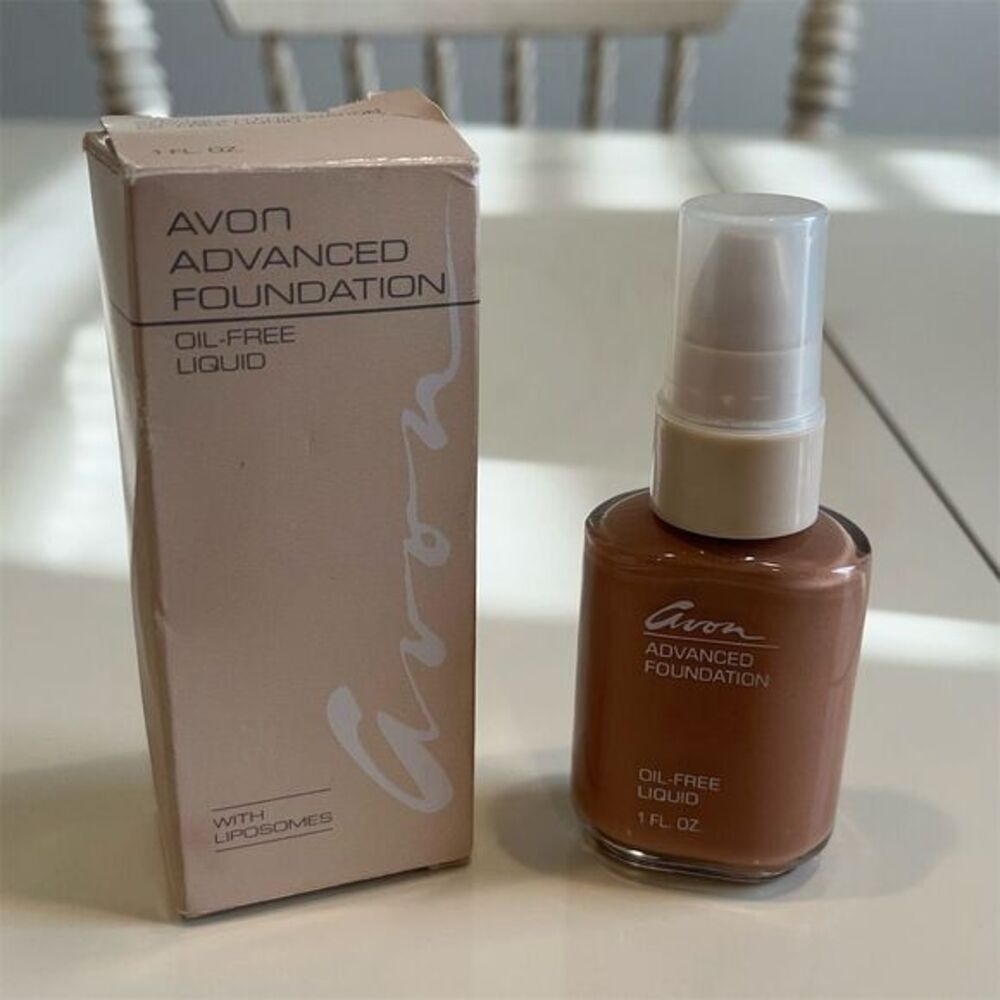 1 FL. OZ.
AVON
ADVANCED
FOUNDATION
OIL-FREE
LIQUID
avon
WITH
LIPOSOMES
avon
ADVANCED
FOUNDATION
OIL-FREE
LIQUID
1 FL. OZ.